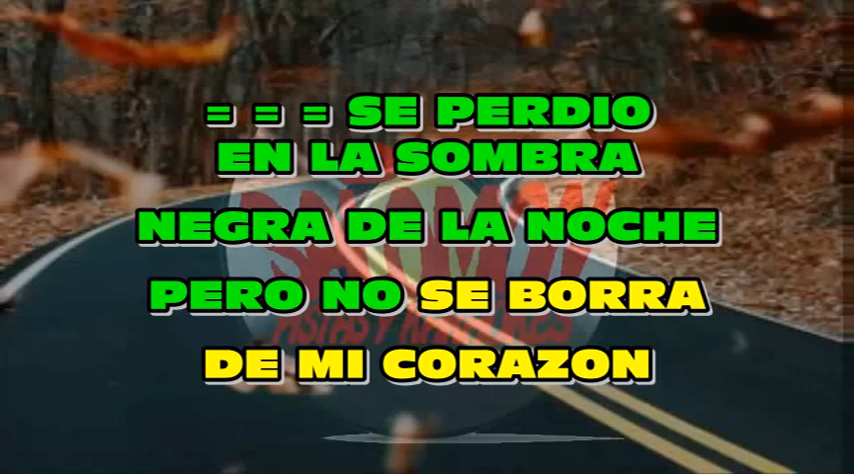 = = = SE PERDIO
EN LA SOMBRA
NEGRA DE LA NOCHE
PERO NO SE BORRA
DE MI CORAZON